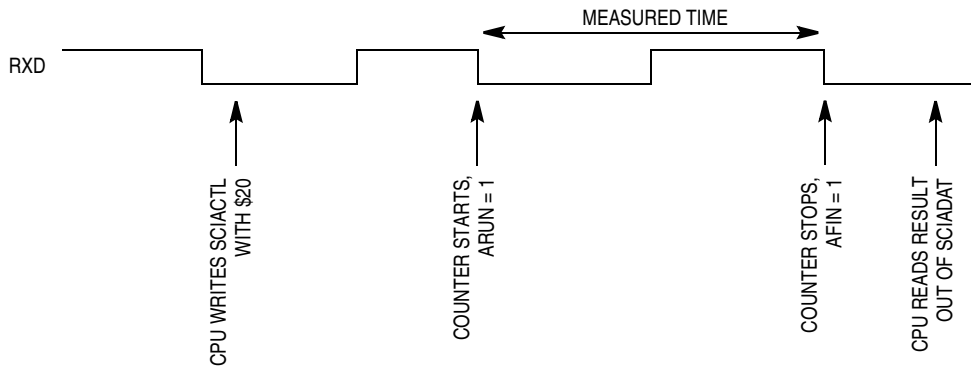 MEASURED TIME
RXD
CPU WRITES SCIACTL
WITH $20
COUNTER STARTS,
ARUN = 1
COUNTER STOPS,
AFIN = 1
CPU READS RESULT
OUT OF SCIADAT